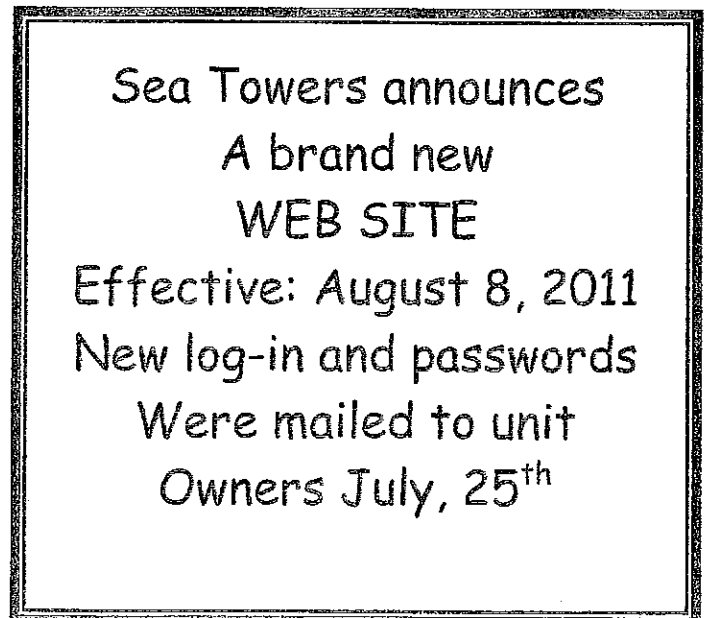 Sea Towers announces
A brand new
WEB SITE
Effective: August 8, 2011
New log-in and passwords
Were mailed to unit
Owners July, 25th